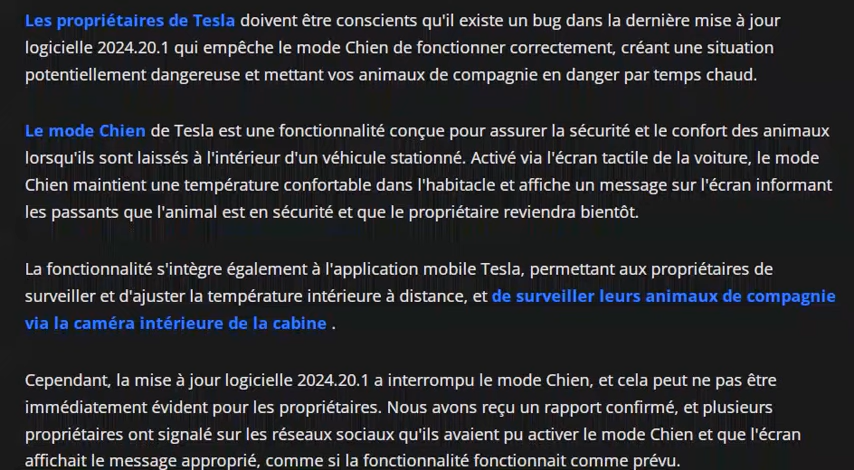 Les propriétaires de Tesla doivent être conscients qu'il existe un bug dans la dernière mise à jour
logicielle 2024.20.1 qui empêche le mode Chien de fonctionner correctement, créant une situation
potentiellement dangereuse et mettant vos animaux de compagnie en danger par temps chaud.
Le mode Chien de Tesla est une fonctionnalité conçue pour assurer la sécurité et le confort des animaux
lorsqu'ils sont laissés à l'intérieur d'un véhicule stationné. Activé via l'écran tactile de la voiture, le mode
Chien maintient une température confortable dans l'habitacle et affiche un message sur l'écran informant
les passants que l'animal est en sécurité et que le propriétaire reviendra bientôt.
La fonctionnalité s'intègre également à l'application mobile Tesla, permettant aux propriétaires de
surveiller et d'ajuster la température intérieure à distance, et de surveiller leurs animaux de compagnie
via la caméra intérieure de la cabine .
Cependant, la mise à jour logicielle 2024.20.1 a interrompu le mode Chien, et cela peut ne pas être
immédiatement évident pour les propriétaires. Nous avons reçu un rapport confirmé, et plusieurs
propriétaires ont signalé sur les réseaux sociaux qu'ils avaient pu activer le mode Chien et que l'écran
affichait le message approprié, comme si la fonctionnalité fonctionnait comme prévu.